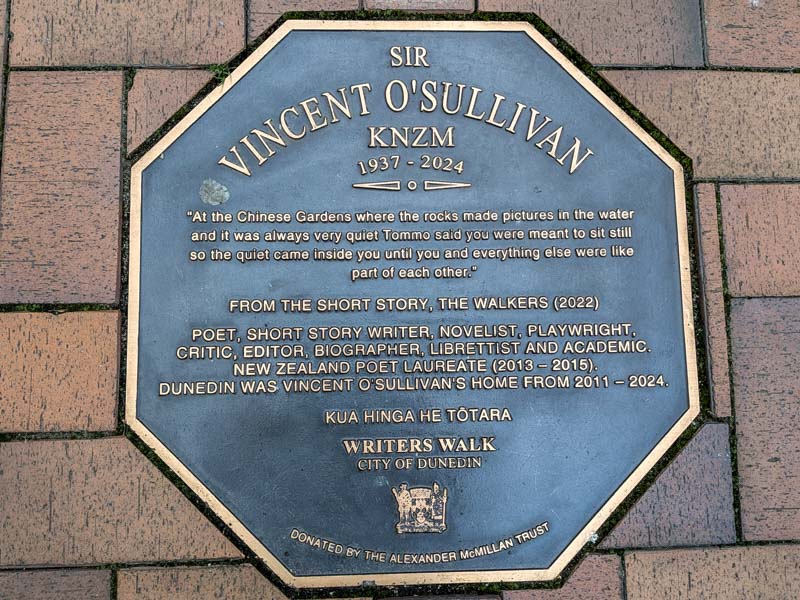 SIR
VINCENT O'SULLIVAN
KNZM
1937 - 2024
"At the Chinese Gardens where the rocks made pictures in the water
and it was always very quiet Tommo said you were meant to sit still
so the quiet came inside you until you and everything else were like
part of each other."
FROM THE SHORT STORY, THE WALKERS (2022)
POET, SHORT STORY WRITER, NOVELIST, PLAYWRIGHT,
CRITIC, EDITOR, BIOGRAPHER, LIBRETTIST AND ACADEMIC.
NEW ZEALAND POET LAUREATE (2013 – 2015).
DUNEDIN WAS VINCENT O'SULLIVAN'S HOME FROM 2011 – 2024.
KUA HINGA HE TŌTARA
WRITERS WALK
CITY OF DUNEDIN
DONATED BY THE ALEXANDER McMILLAN TRUST